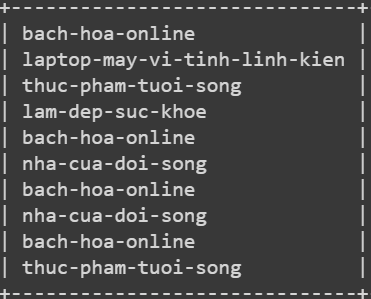 bach-hoa-online
laptop-may-vi-tinh-linh-kien
thuc-pham-tuoi-song
lam-dep-suc-khoe
bach-hoa-online
nha-cua-doi-song
bach-hoa-online
nha-cua-doi-song
bach-hoa-online
thuc-pham-tuoi-song